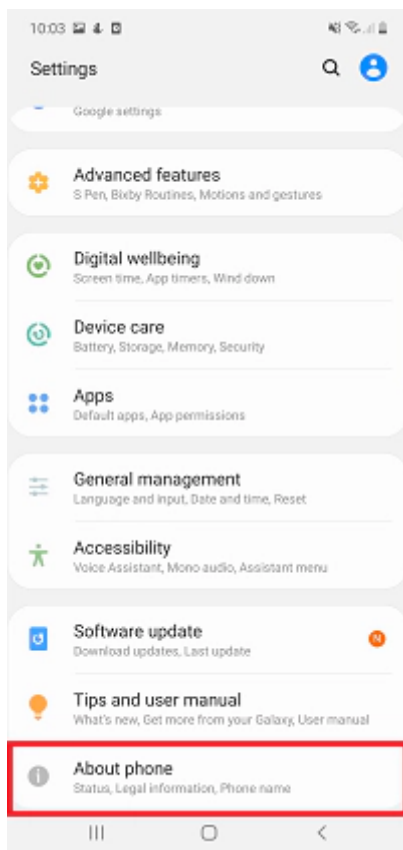 10:03
Settings
Google settings
Advanced features
S Pen, Bixby Routines, Motions and gestures
Digital wellbeing
Screen time, App timers, Wind down
Device care
Battery, Storage, Memory, Security
Apps
Default apps, App permissions
General management
Language and input, Date and time, Reset
Accessibility
Voice Assistant, Mono audio, Assistant menu
Software update
N
Download updates, Last update
Tips and user manual
What's new, Get more from your Galaxy, User manual
About phone
Status, Legal information, Phone name